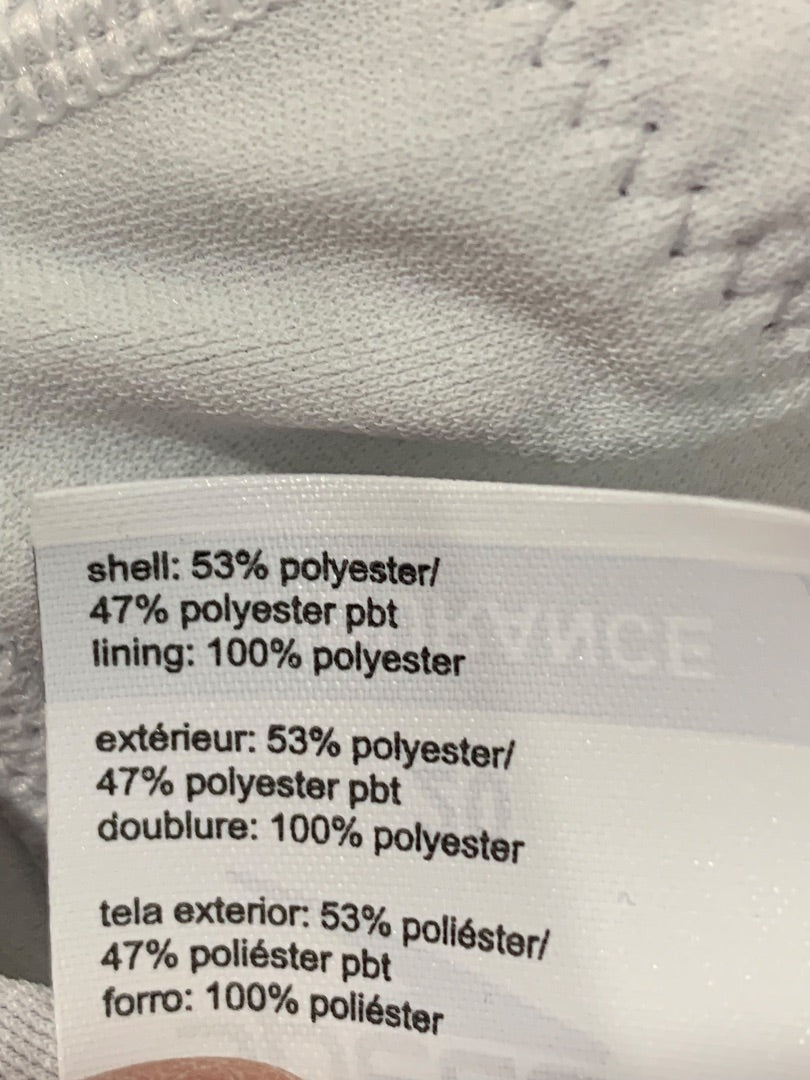 shell: 53% polyester/
47% polyester pbt
lining: 100% polyester
extérieur: 53% polyester/
47% polyester pbt
doublure: 100% polyester
tela exterior: 53% poliéster/
47% poliéster pbt
forro: 100% poliéster